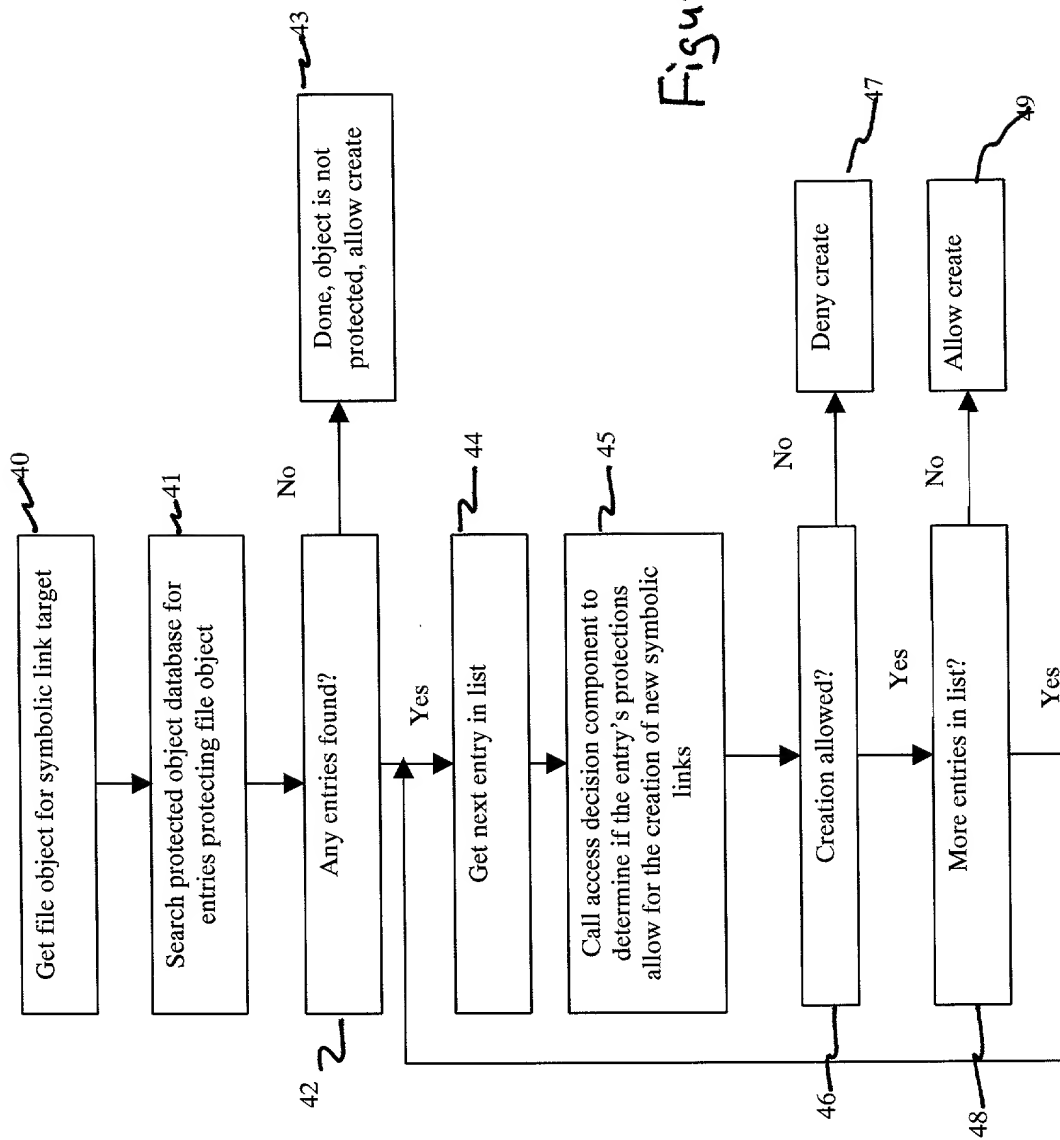 40
Get file object for symbolic link target
41
Search protected object database for
entries protecting file object
42
Any entries found?
No
43
Done, object is not
protected, allow create
Yes
44
Get next entry in list
45
Call access decision component to
determine if the entry's protections
allow for the creation of new symbolic
links
46
Creation allowed?
No
47
Deny create
Yes
48
More entries in list?
No
49
Allow create
Yes